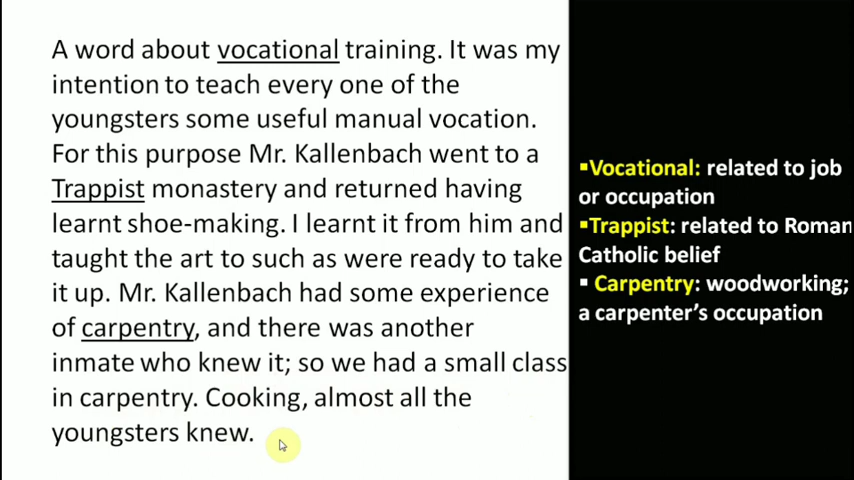 A word about vocational training. It was my
intention to teach every one of the
youngsters some useful manual vocation.
For this purpose Mr. Kallenbach went to a
Trappist monastery and returned having
learnt shoe-making. I learnt it from him and
taught the art to such as were ready to take
it up. Mr. Kallenbach had some experience
of carpentry, and there was another
inmate who knew it; so we had a small class
in carpentry. Cooking, almost all the
youngsters knew.
▪Vocational: related to job
or occupation
▪Trappist: related to Roman
Catholic belief
▪ Carpentry: woodworking;
a carpenter's occupation